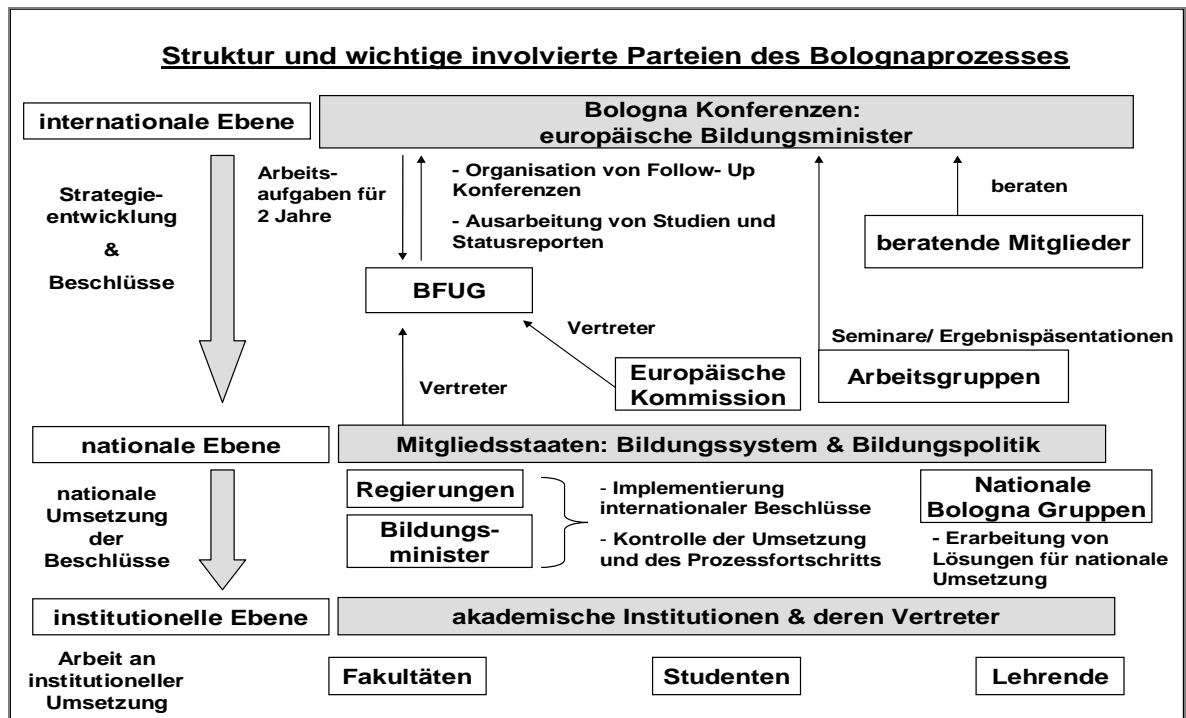 Struktur und wichtige involvierte Parteien des Bolognaprozesses
internationale Ebene
Bologna Konferenzen:
europäische Bildungsminister
Strategie-
entwicklung
&
Beschlüsse
Arbeits-
aufgaben für
2 Jahre
- Organisation von Follow- Up
Konferenzen
- Ausarbeitung von Studien und
Statusreporten
beraten
beratende Mitglieder
BFUG
Vertreter
Vertreter
Europäische
Kommission
Seminare/ Ergebnispäsentationen
Arbeitsgruppen
nationale Ebene
Mitgliedsstaaten: Bildungssystem & Bildungspolitik
nationale
Umsetzung
der
Beschlüsse
Regierungen
Bildungs-
minister
- Implementierung
internationaler Beschlüsse
- Kontrolle der Umsetzung
und des Prozessfortschritts
Nationale
Bologna Gruppen
- Erarbeitung von
Lösungen für nationale
Umsetzung
institutionelle Ebene
akademische Institutionen & deren Vertreter
Arbeit an
institutioneller
Umsetzung
Fakultäten
Studenten
Lehrende